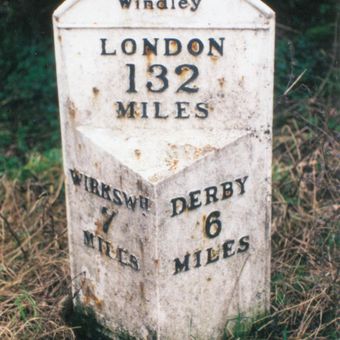 Windley
LONDON
132
MILES
WIRKSWH
7
MILES
DERBY
6
MILES